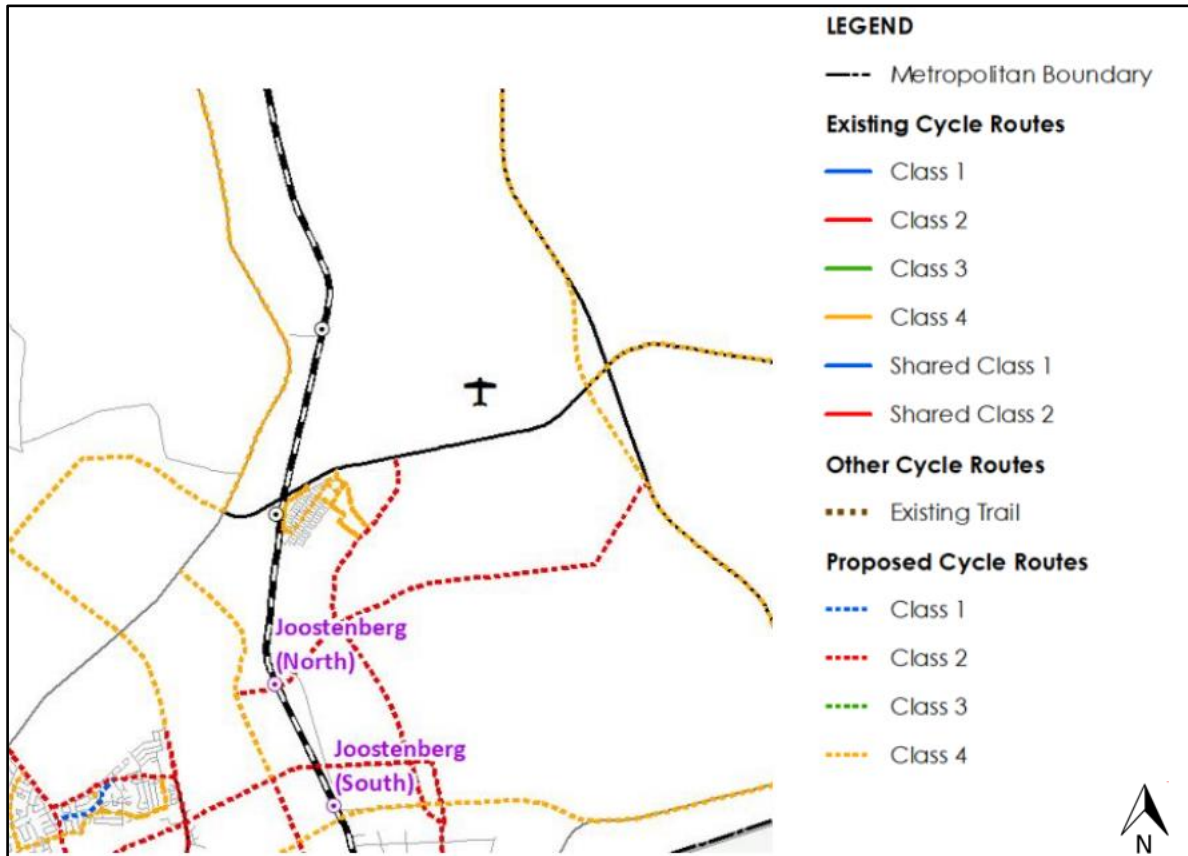 LEGEND
Metropolitan Boundary
Existing Cycle Routes
Class 1
Class 2
Class 3
Class 4
Shared Class 1
Shared Class 2
Other Cycle Routes
Existing Trail
Proposed Cycle Routes
Class 1
Class 2
Class 3
Class 4
Joostenberg
(North)
Joostenberg
(South)
N